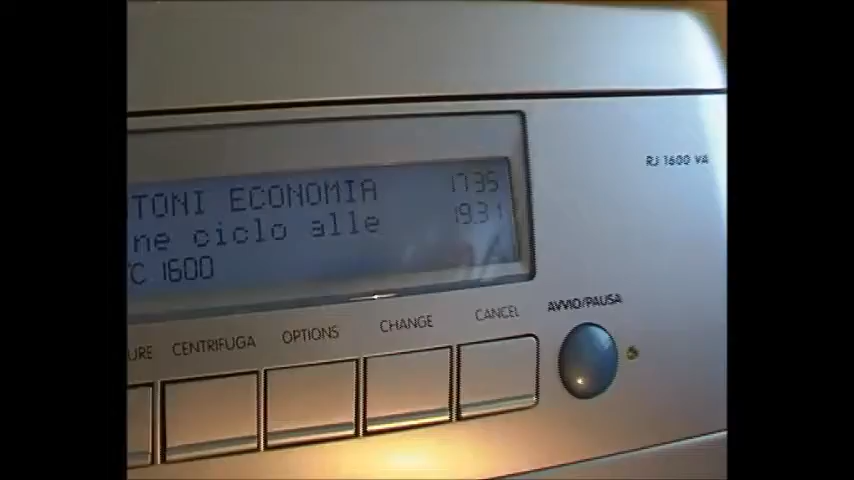 TONI ECONOMIA 17.35
ne ciclo alle 19.31
°C 1600
RJ 1600 VA
AVVIO/PAUSA
URE CENTRIFUGA OPTIONS CHANGE CANCEL